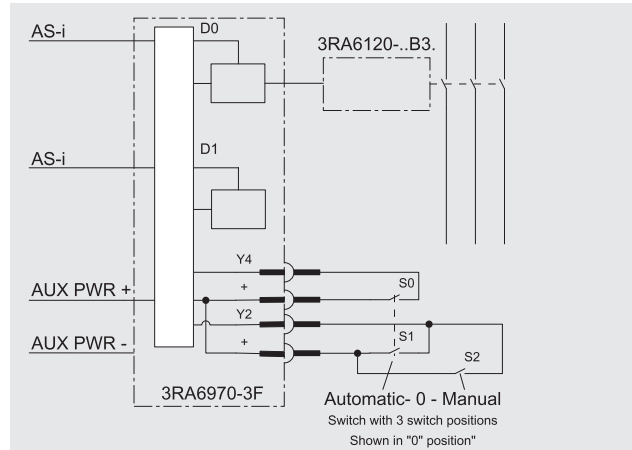 AS-i
D0
3RA6120-..B3.
AS-i
D1
Y4
+
S0
AUX PWR +
Y2
S1
+
AUX PWR -
S2
3RA6970-3F
Automatic- 0 - Manual
Switch with 3 switch positions
Shown in "0" position"